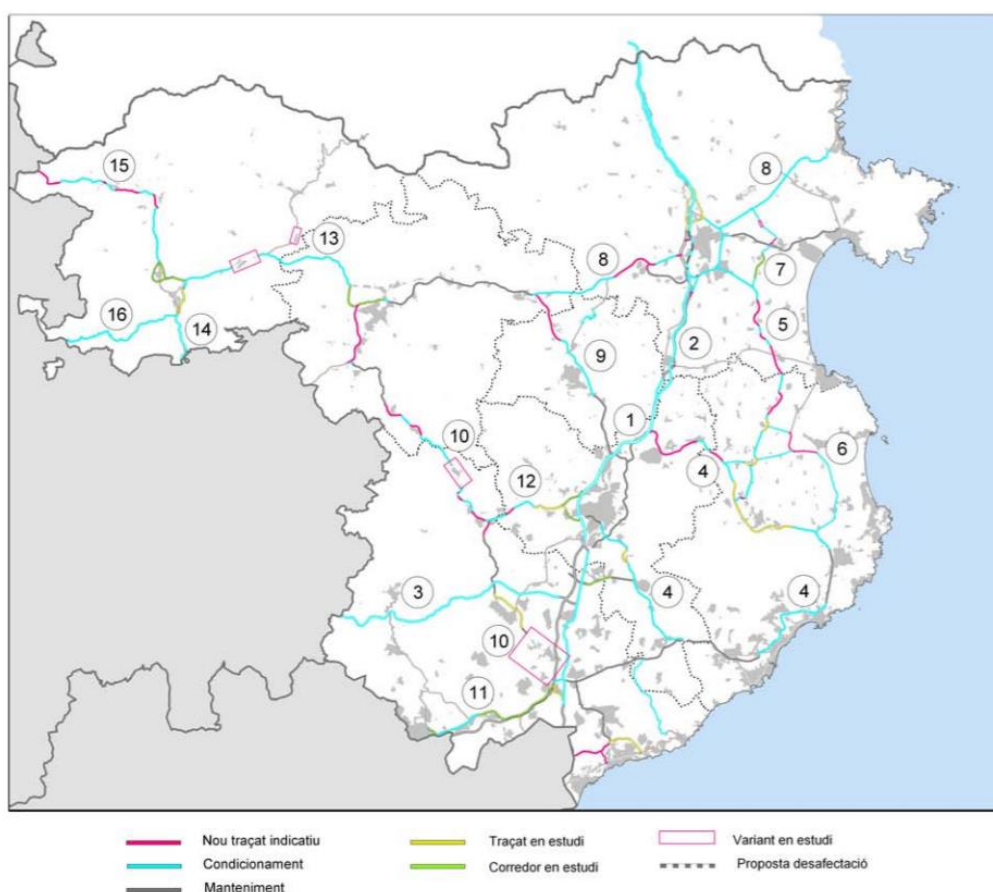 15
8
13
8
7
16
14
5
2
9
1
10
4
6
12
3
4
4
10
11
Nou traçat indicatiu
Traçat en estudi
Variant en estudi
Condicionament
Corredor en estudi
Proposta desafectació
Manteniment